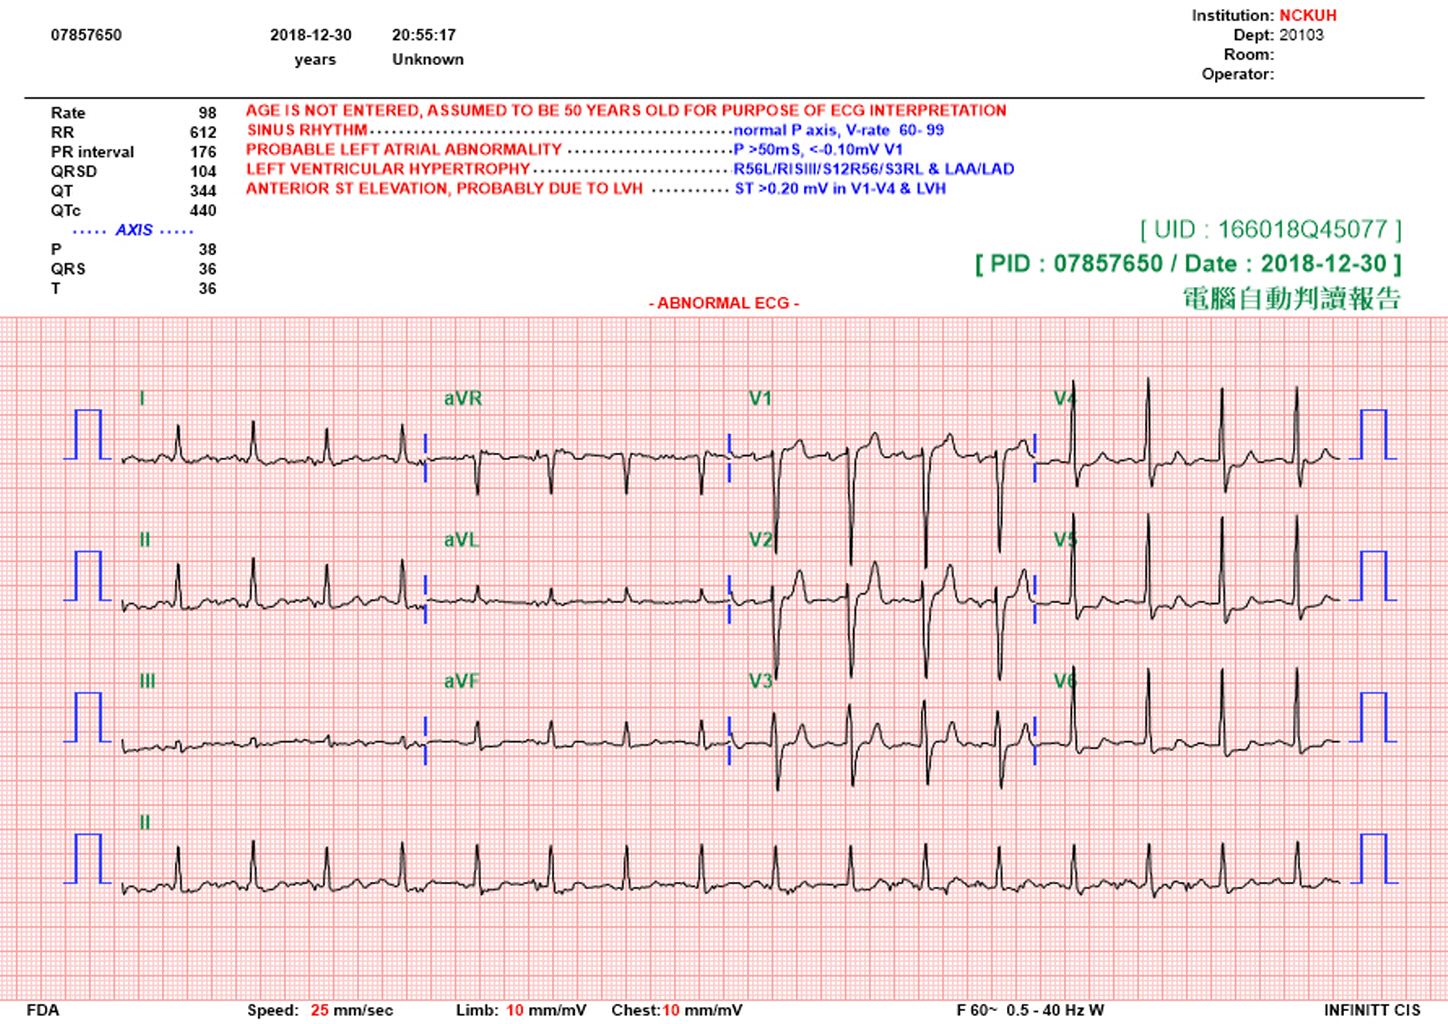 Institution: NCKUH
07857650 2018-12-30 20:55:17 Dept: 20103
years Unknown Room:
Operator:
Rate 98 AGE IS NOT ENTERED, ASSUMED TO BE 50 YEARS OLD FOR PURPOSE OF ECG INTERPRETATION
RR 612 SINUS RHYTHM normal P axis, V-rate 60- 99
PR interval 176 PROBABLE LEFT ATRIAL ABNORMALITY P >50mS, <-0.10mV V1
QRSD 104 LEFT VENTRICULAR HYPERTROPHY R56L/RISIII/S12R56/S3RL & LAA/LAD
QT 344 ANTERIOR ST ELEVATION, PROBABLY DUE TO LVH ST >0.20 mV in V1-V4 & LVH
QTc 440
..... AXIS .....
P 38
QRS 36
T 36
[ UID : 166018Q45077 ]
[ PID : 07857650 / Date : 2018-12-30 ]
電腦自動判讀報告
- ABNORMAL ECG -
I aVR V1 V4
II aVL V2 V5
III aVF V3 V6
II
FDA Speed: 25 mm/sec Limb: 10 mm/mV Chest:10 mm/mV F 60~ 0.5 - 40 Hz W INFINITT CIS